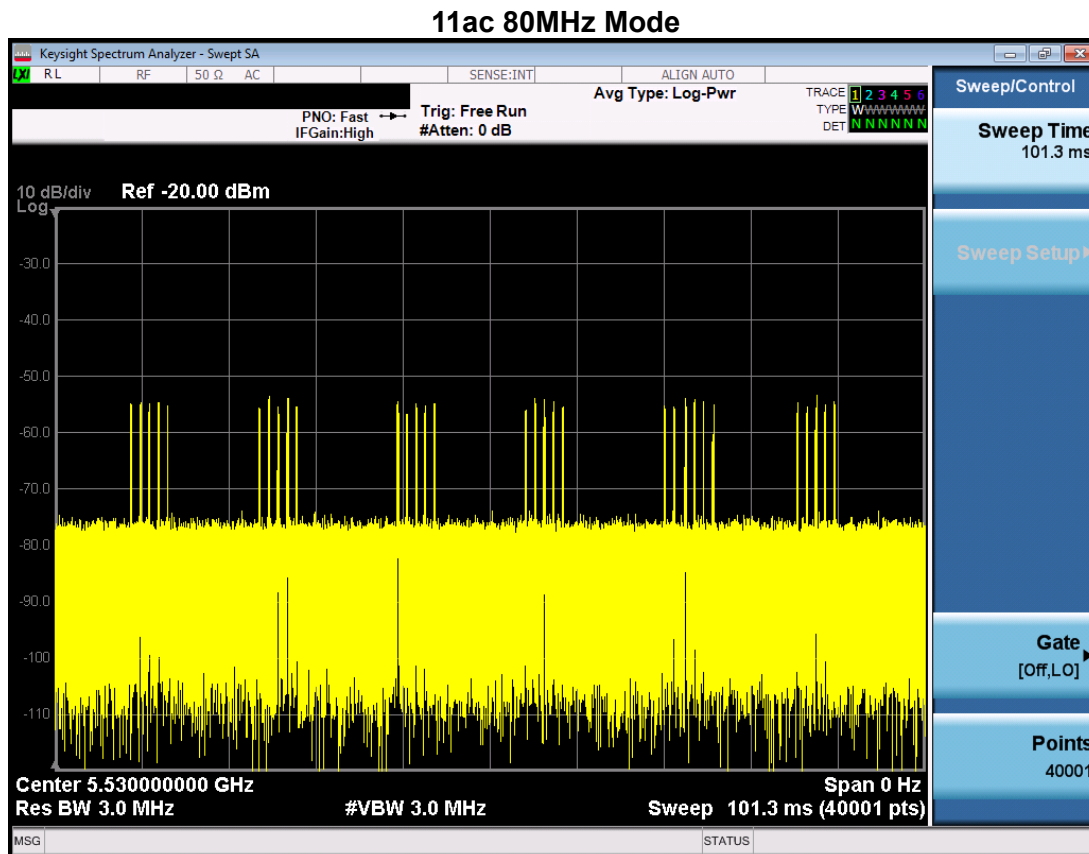 11ac 80MHz Mode
Keysight Spectrum Analyzer - Swept SA
LXI RL RF 50 Ω AC SENSE:INT ALIGN AUTO
Avg Type: Log-Pwr
PNO: Fast
IFGain:High
Trig: Free Run
#Atten: 0 dB
TRACE 1 2 3 4 5 6
TYPE W W W W W W
DET N N N N N N
10 dB/div
Log
Ref -20.00 dBm
-30.0
-40.0
-50.0
-60.0
-70.0
-80.0
-90.0
-100
-110
Center 5.530000000 GHz
Span 0 Hz
Res BW 3.0 MHz
#VBW 3.0 MHz
Sweep 101.3 ms (40001 pts)
MSG
STATUS
Sweep/Control
Sweep Time
101.3 ms
Sweep Setup
Gate
[Off,LO]
Points
40001